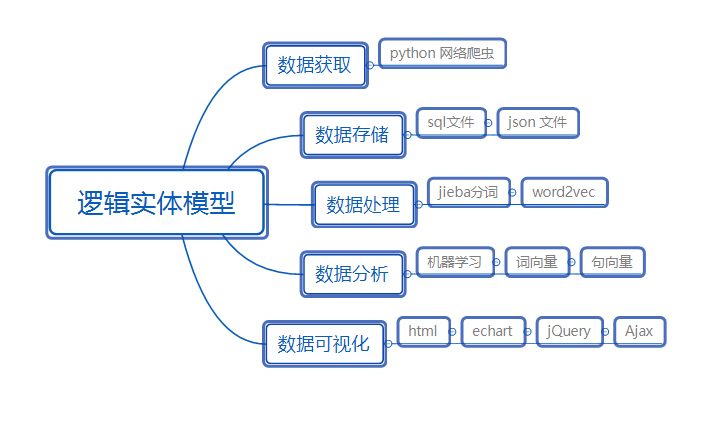 数据获取
python 网络爬虫
数据存储
sql文件
json 文件
逻辑实体模型
数据处理
jieba分词
word2vec
数据分析
机器学习
词向量
句向量
数据可视化
html
echart
jQuery
Ajax